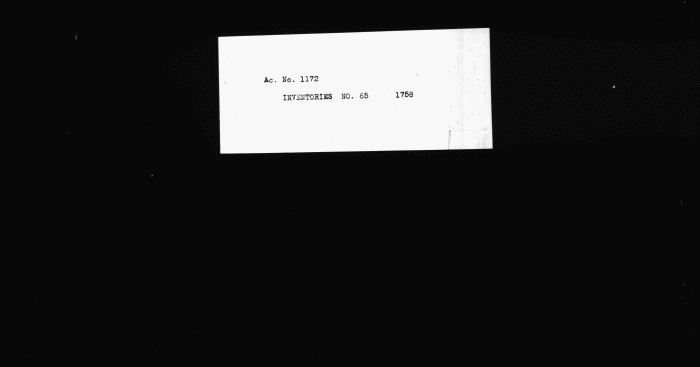 Ac. No. 1172
INVENTORIES NO. 65 1758